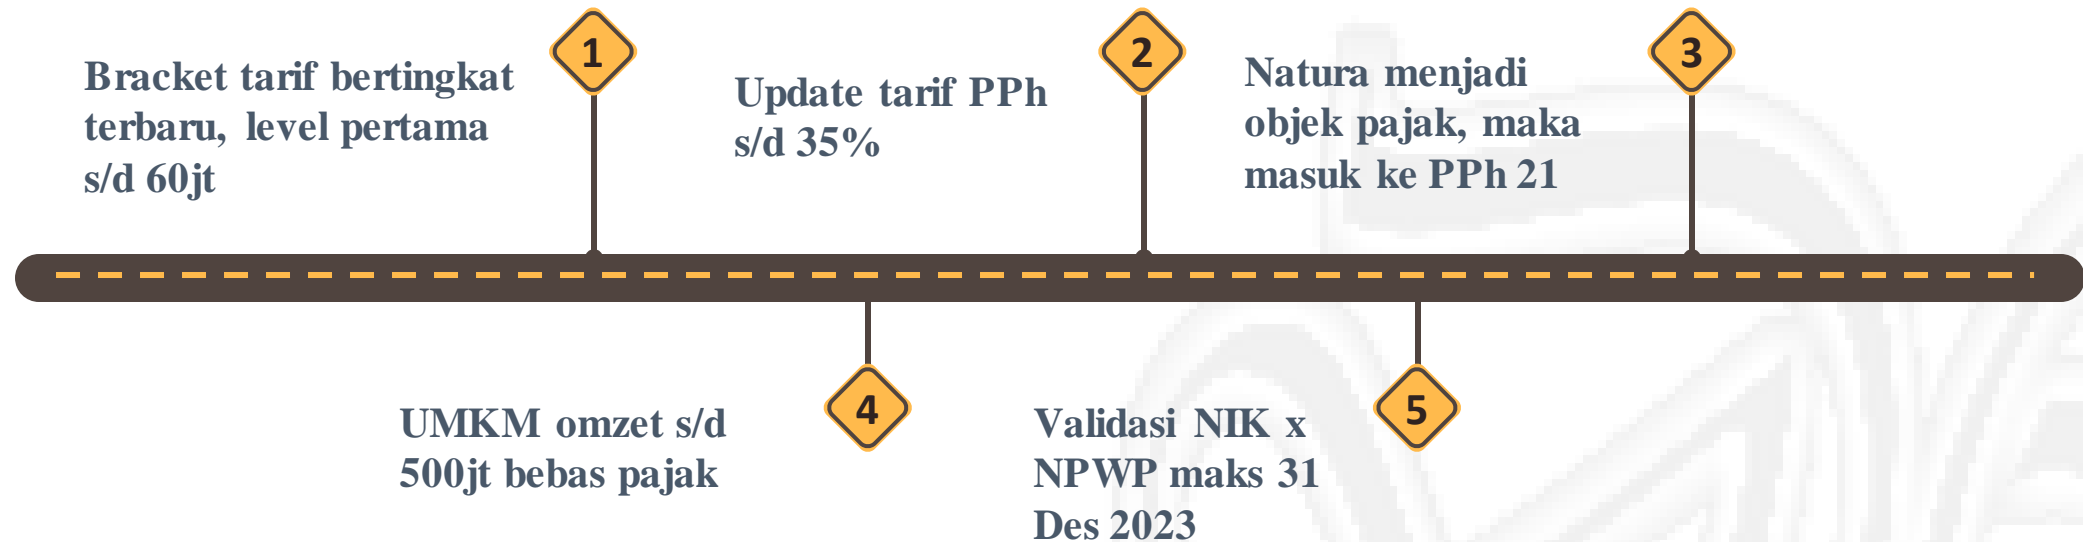 1
Bracket tarif bertingkat
terbaru, level pertama
s/d 60jt
2
Update tarif PPh
s/d 35%
3
Natura menjadi
objek pajak, maka
masuk ke PPh 21
4
UMKM omzet s/d
500jt bebas pajak
5
Validasi NIK x
NPWP maks 31
Des 2023